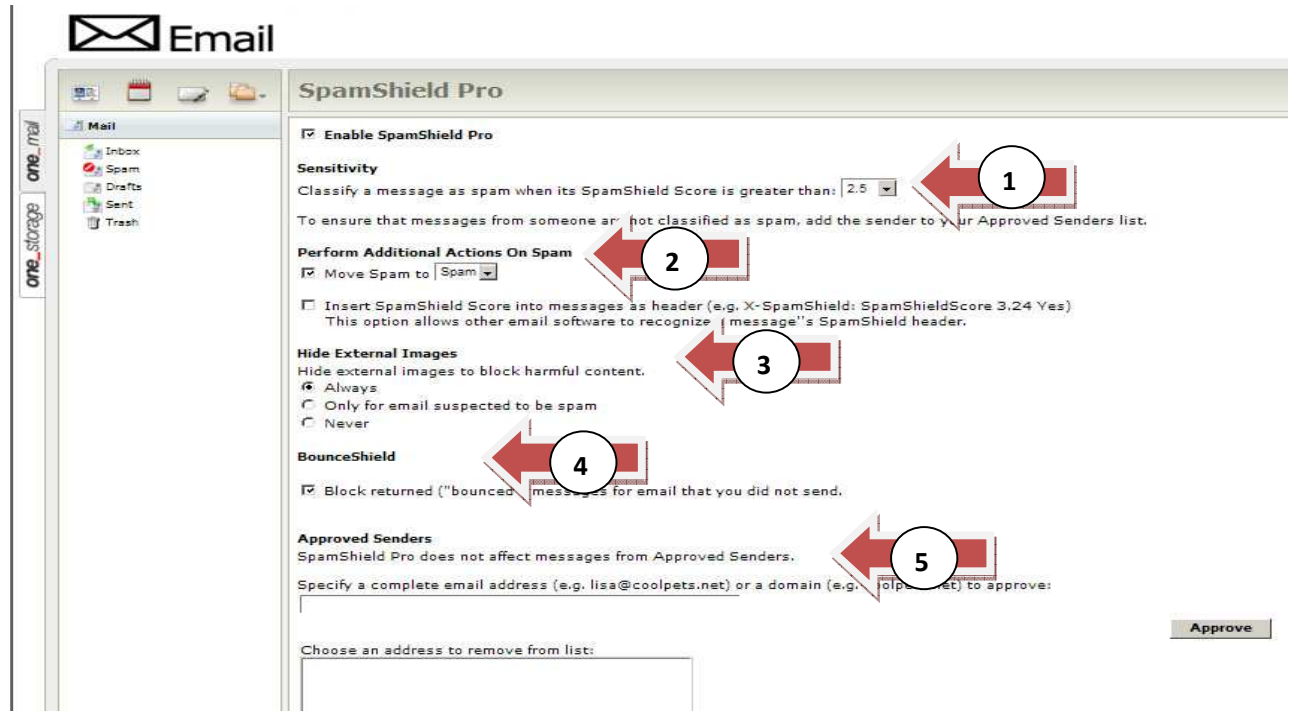 Email
SpamShield Pro
one_mail
one_storage
Mail
Inbox
Spam
Drafts
Sent
Trash
Enable SpamShield Pro
Sensitivity
Classify a message as spam when its SpamShield Score is greater than: 2.5
1
To ensure that messages from someone are not classified as spam, add the sender to your Approved Senders list.
Perform Additional Actions On Spam
2
Move Spam to Spam
Insert SpamShield Score into messages as header (e.g. X-SpamShield: SpamShieldScore 3.24 Yes)
This option allows other email software to recognize message''s SpamShield header.
Hide External Images
3
Hide external images to block harmful content.
Always
Only for email suspected to be spam
Never
BounceShield
4
Block returned ("bounced messages for email that you did not send.
Approved Senders
SpamShield Pro does not affect messages from Approved Senders.
5
Specify a complete email address (e.g. lisa@coolpets.net) or a domain (e.g. to approve:
Approve
Choose an address to remove from list: